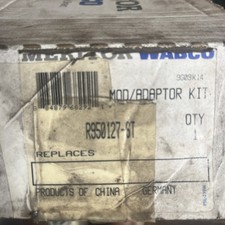 MERITOR WABCO
MOD/ADAPTOR KIT
R950127-ST
QTY
1
REPLACES
PRODUCTS OF CHINA GERMANY